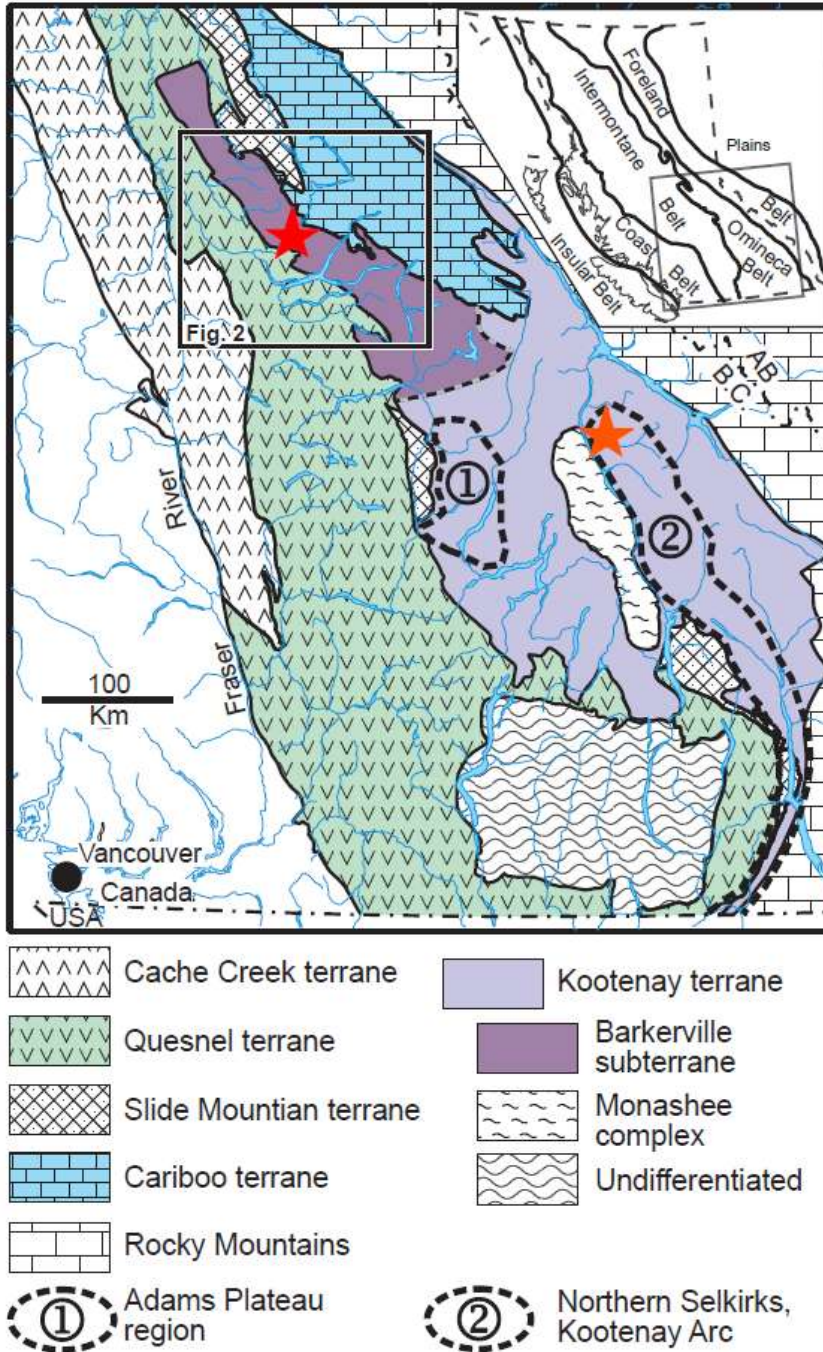 Foreland
Intermontane
Plains
Belt
Belt
Omineca
Coast
Belt
Belt
Insular Belt
Fig. 2
AB
B.C
①
②
River
Fraser
100
Km
Vancouver
Canada
USA
Cache Creek terrane
Quesnel terrane
Slide Mountian terrane
Cariboo terrane
Rocky Mountains
① Adams Plateau
region
Kootenay terrane
Barkerville
subterrane
Monashee
complex
Undifferentiated
② Northern Selkirks,
Kootenay Arc